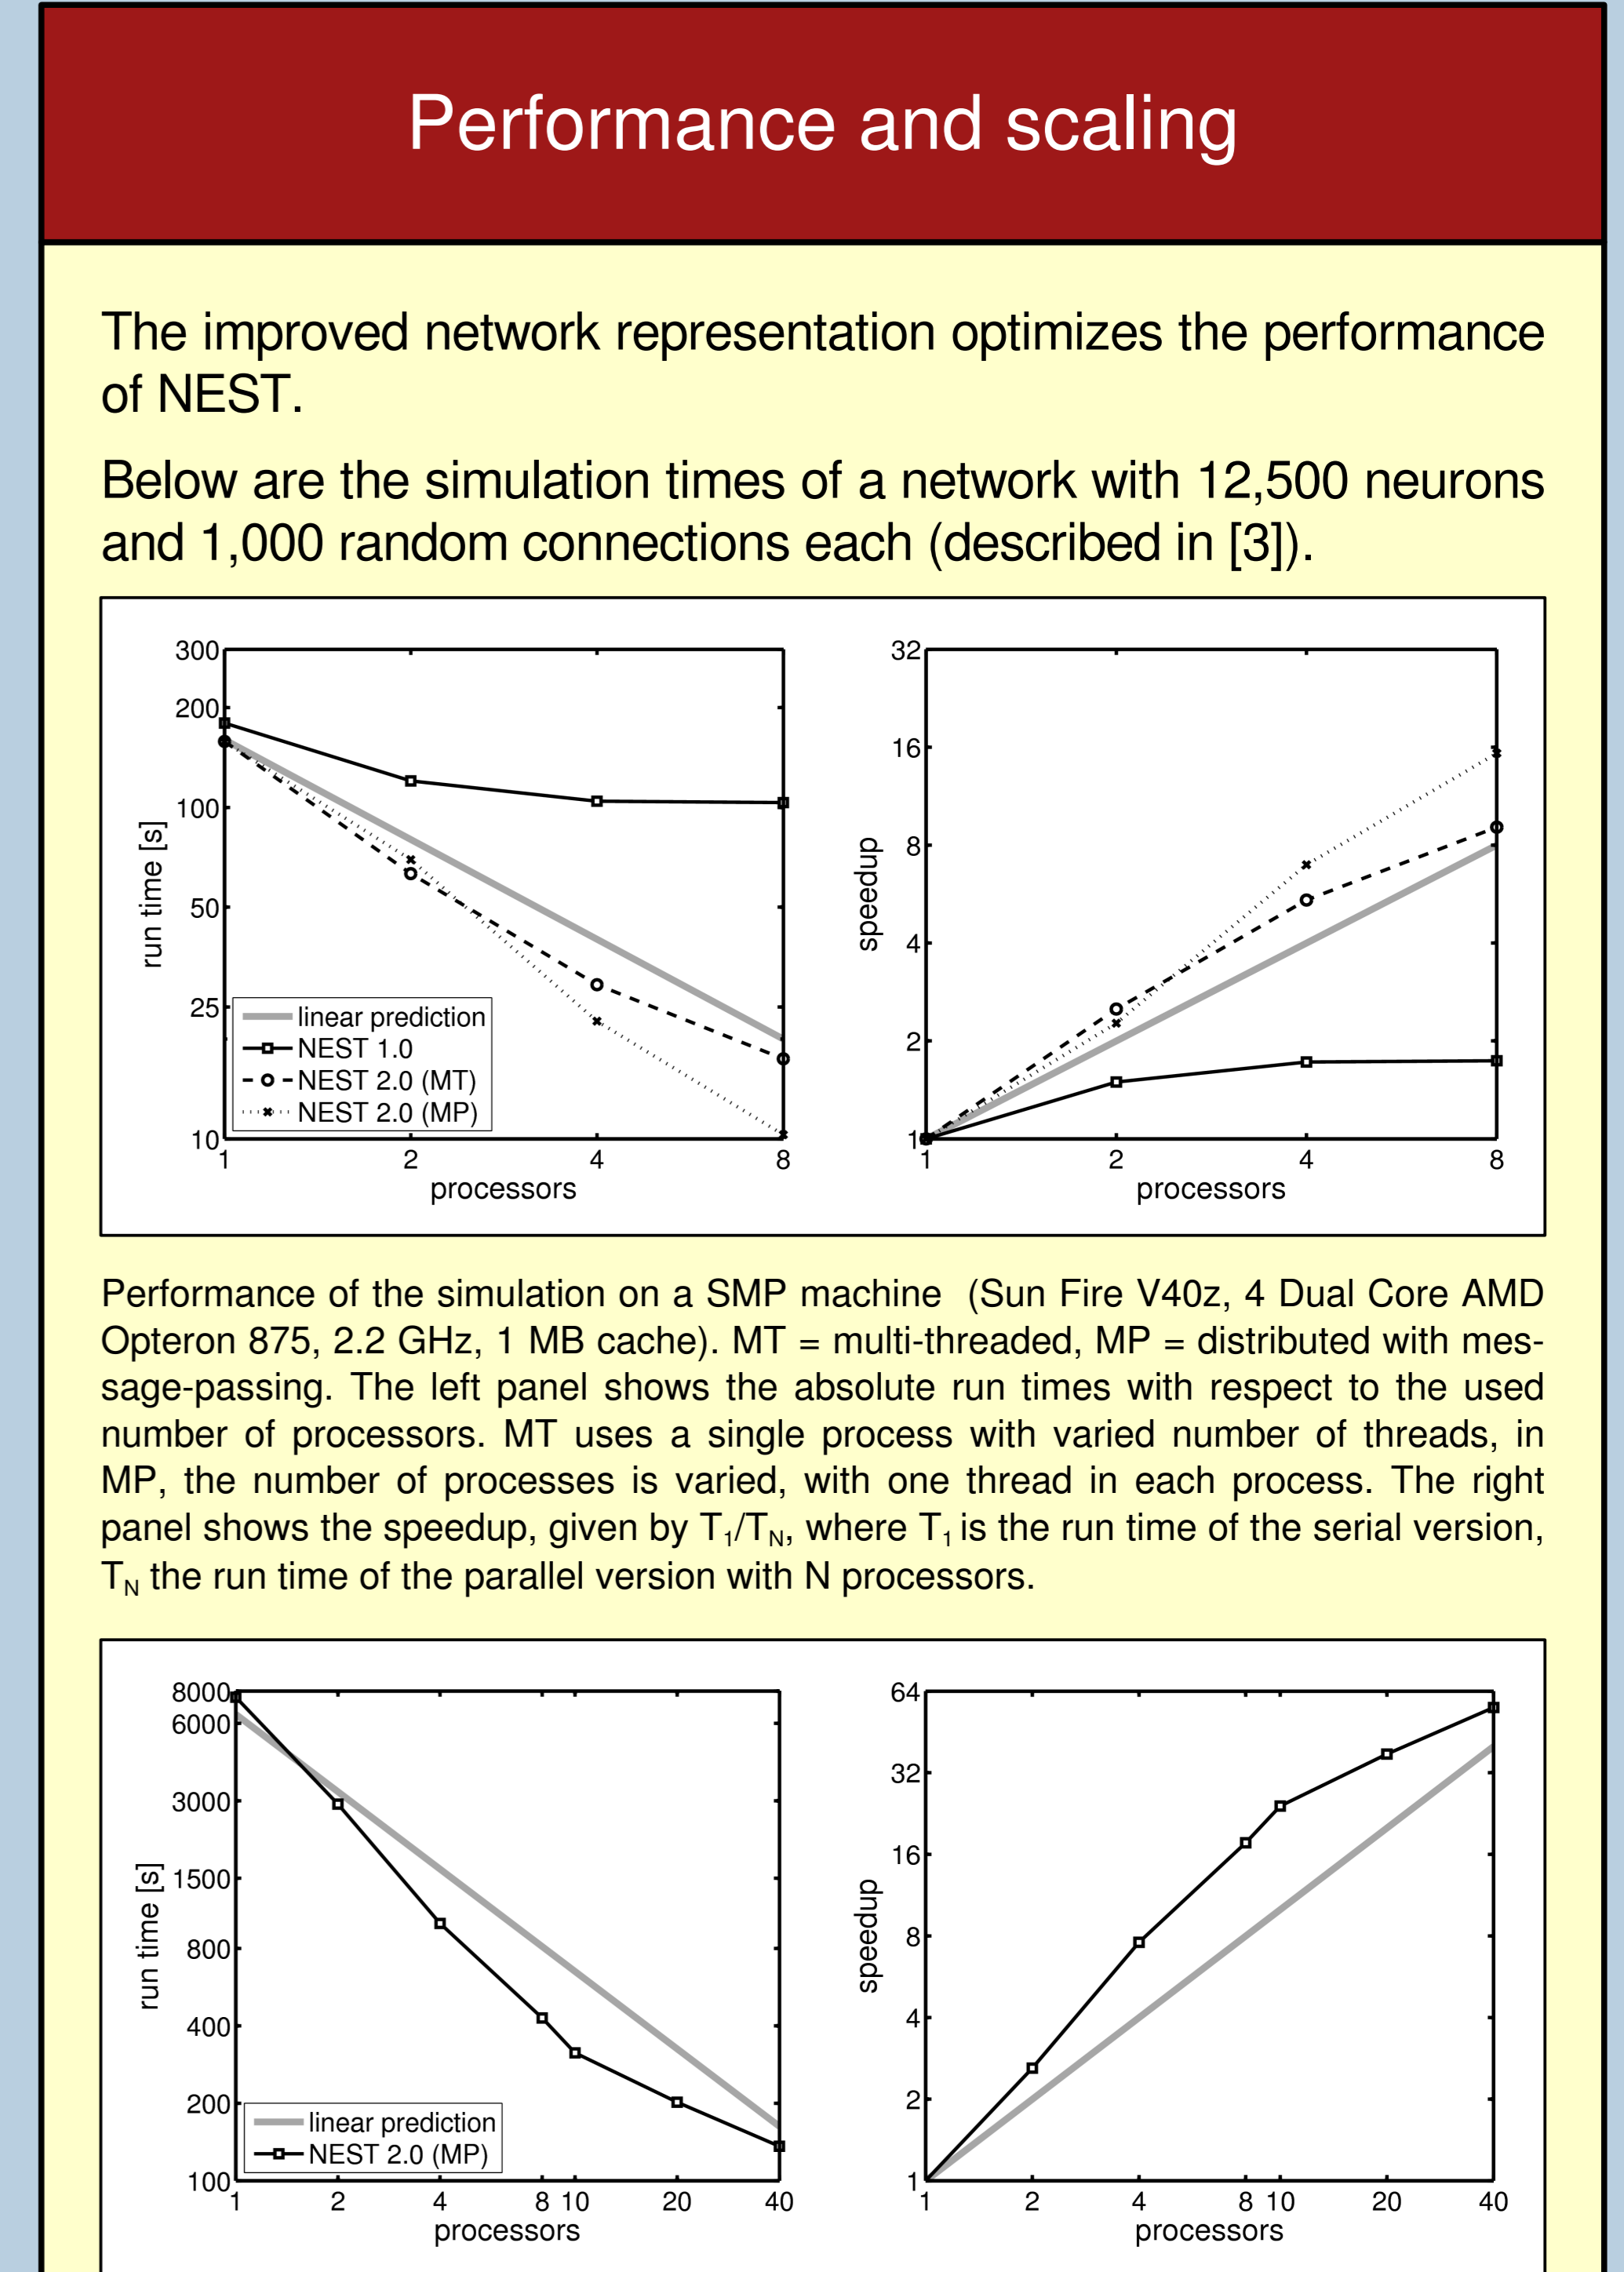 Performance and scaling
The improved network representation optimizes the performance
of NEST.
Below are the simulation times of a network with 12,500 neurons
and 1,000 random connections each (described in [3]).
300
200
100
50
25
10
run time [s]
linear prediction
NEST 1.0
NEST 2.0 (MT)
NEST 2.0 (MP)
1 2 4 8
processors
32
16
8
4
2
1
speedup
1 2 4 8
processors
Performance of the simulation on a SMP machine (Sun Fire V40z, 4 Dual Core AMD
Opteron 875, 2.2 GHz, 1 MB cache). MT = multi-threaded, MP = distributed with mes-
sage-passing. The left panel shows the absolute run times with respect to the used
number of processors. MT uses a single process with varied number of threads, in
MP, the number of processes is varied, with one thread in each process. The right
panel shows the speedup, given by T₁/T_N, where T₁ is the run time of the serial version,
T_N the run time of the parallel version with N processors.
8000
6000
3000
1500
800
400
200
100
run time [s]
linear prediction
NEST 2.0 (MP)
1 2 4 8 10 20 40
processors
64
32
16
8
4
2
1
speedup
1 2 4 8 10 20 40
processors